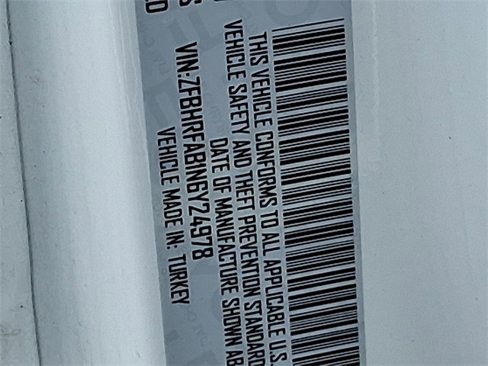 THIS VEHICLE CONFORMS TO ALL APPLICABLE U.S.
VEHICLE SAFETY AND THEFT PREVENTION STANDARD
DATE OF MANUFACTURE SHOWN AB
VIN:ZFBHRFABXN6Y24978
VEHICLE MADE IN: TURKEY